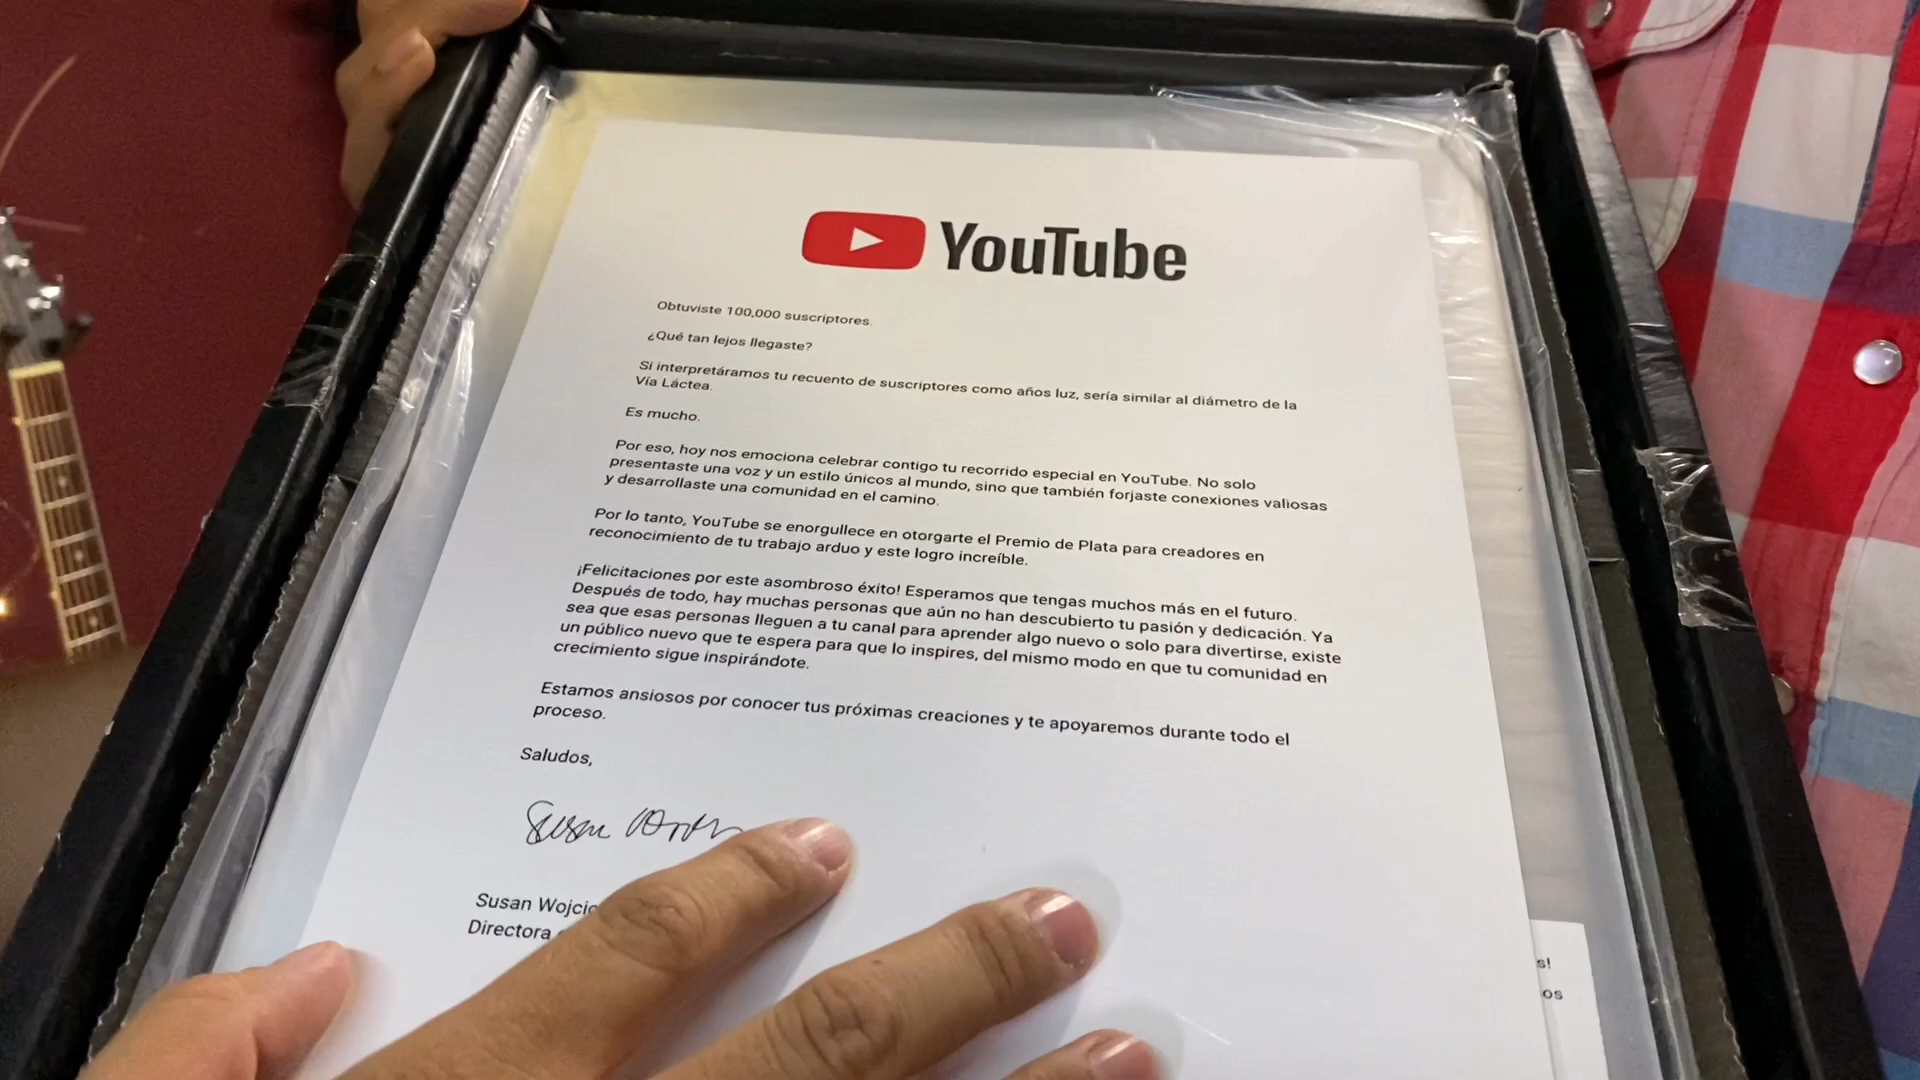 YouTube
Obtuviste 100,000 suscriptores.
¿Qué tan lejos llegaste?
Si interpretáramos tu recuento de suscriptores como años luz, sería similar al diámetro de la
Vía Láctea.
Es mucho.
Por eso, hoy nos emociona celebrar contigo tu recorrido especial en YouTube. No solo
presentaste una voz y un estilo únicos al mundo, sino que también forjaste conexiones valiosas
y desarrollaste una comunidad en el camino.
Por lo tanto, YouTube se enorgullece en otorgarte el Premio de Plata para creadores en
reconocimiento de tu trabajo arduo y este logro increíble.
¡Felicitaciones por este asombroso éxito! Esperamos que tengas muchos más en el futuro.
Después de todo, hay muchas personas que aún no han descubierto tu pasión y dedicación. Ya
sea que esas personas lleguen a tu canal para aprender algo nuevo o solo para divertirse, existe
un público nuevo que te espera para que lo inspires, del mismo modo en que tu comunidad en
crecimiento sigue inspirándote.
Estamos ansiosos por conocer tus próximas creaciones y te apoyaremos durante todo el
proceso.
Saludos,
Susan
Susan Wojcic
Directora
s!
os